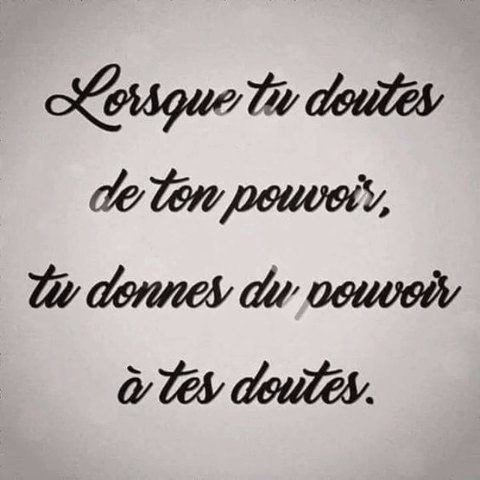 Lorsque tu doutes
de ton pouvoir,
tu donnes du pouvoir
à tes doutes.